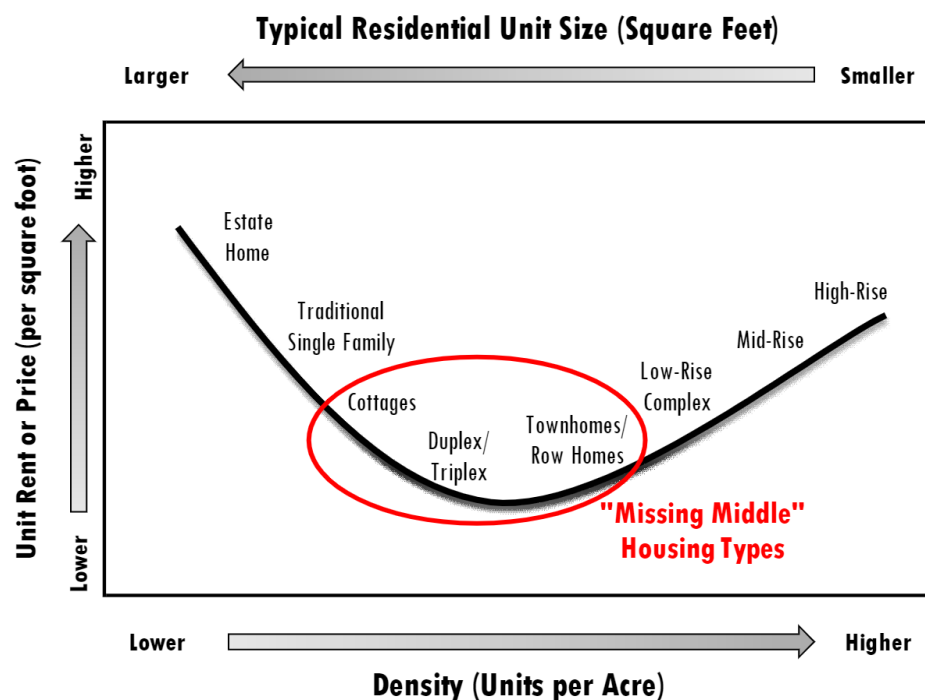 Typical Residential Unit Size (Square Feet)
Larger
Smaller
Unit Rent or Price (per square foot)
Higher
Lower
Estate
Home
Traditional
Single Family
Cottages
Duplex/
Triplex
Townhomes/
Row Homes
Low-Rise
Complex
Mid-Rise
High-Rise
"Missing Middle"
Housing Types
Lower
Higher
Density (Units per Acre)